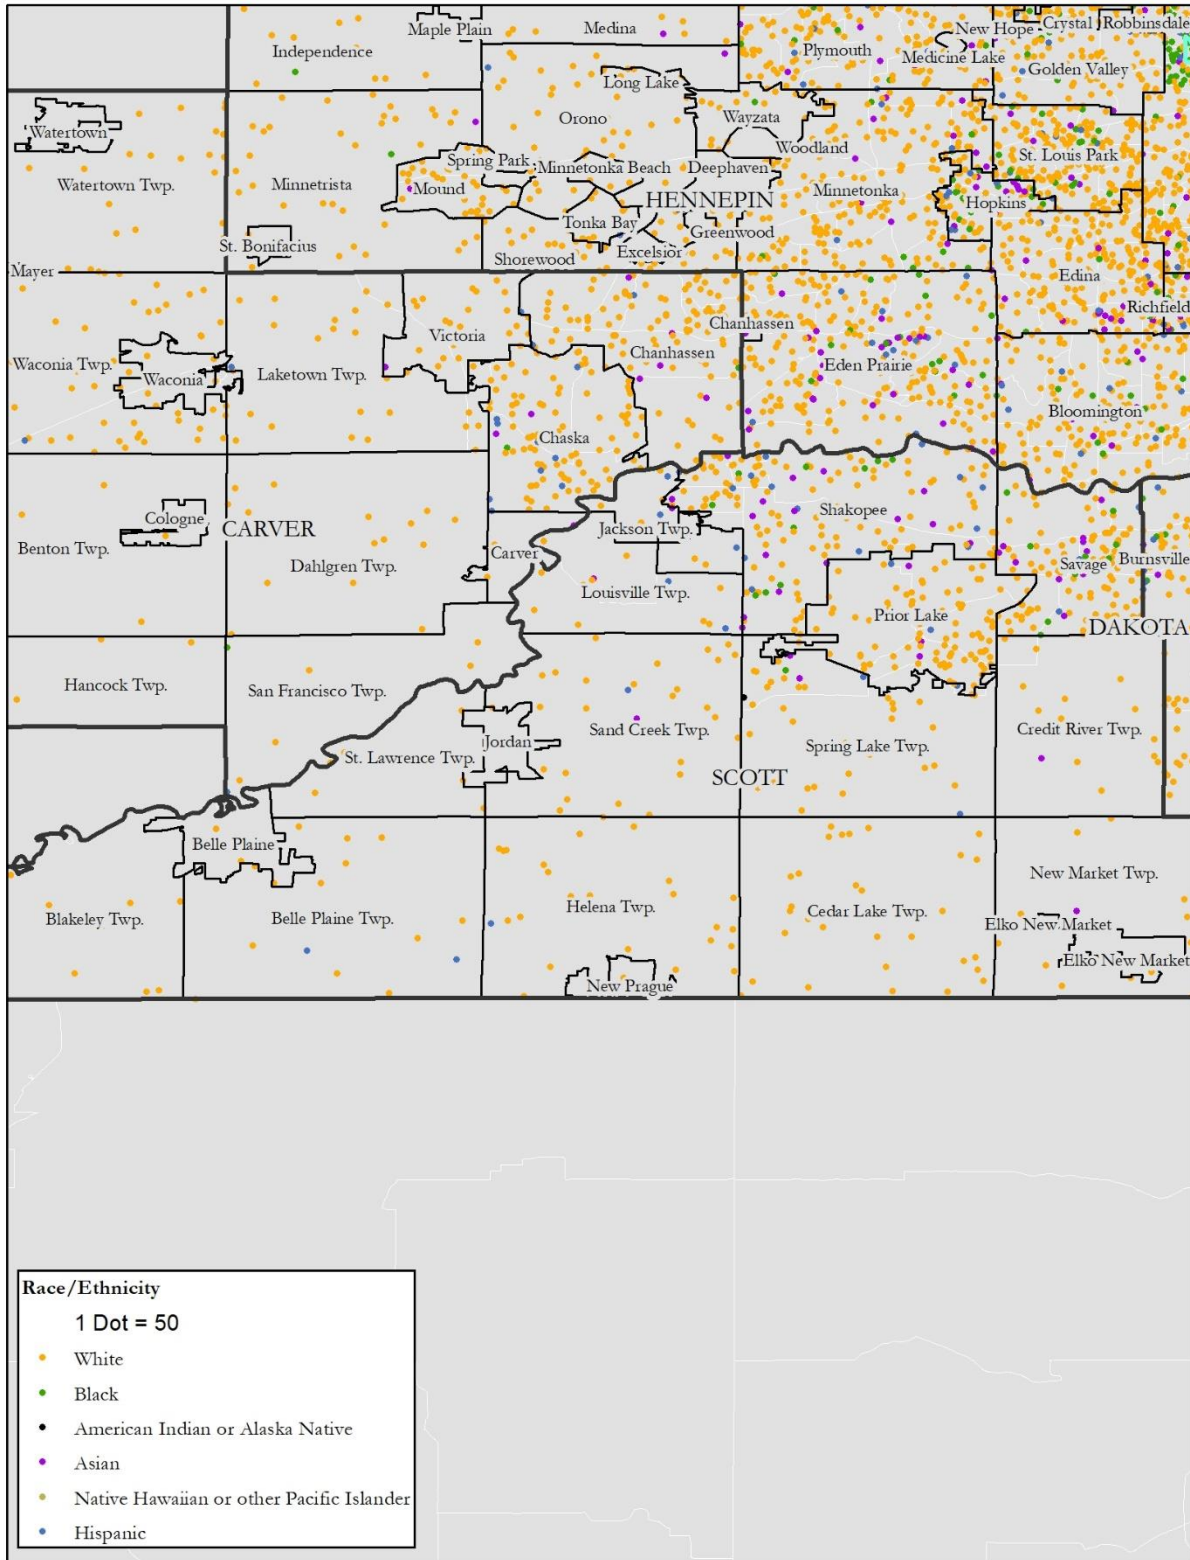 Maple Plain
Medina
New Hope
Crystal
Robbinsdale
Independence
Plymouth
Medicine Lake
Golden Valley
Long Lake
Watertown
Orono
Wayzata
Woodland
St. Louis Park
Watertown Twp.
Minnetrista
Spring Park
Mound
Minnetonka Beach
Deephaven
Minnetonka
HENNEPIN
Hopkins
Tonka Bay
Greenwood
St. Bonifacius
Shorewood
Excelsior
Edina
Mayer
Richfield
Victoria
Chanhassen
Chanhassen
Waconia Twp.
Waconia
Laketown Twp.
Eden Prairie
Bloomington
Chaska
Cologne
CARVER
Jackson Twp.
Shakopee
Benton Twp.
Dahlgren Twp.
Carver
Louisville Twp.
Savage
Burnsville
Prior Lake
DAKOTA
Hancock Twp.
San Francisco Twp.
Sand Creek Twp.
Credit River Twp.
St. Lawrence Twp.
Jordan
Spring Lake Twp.
SCOTT
Belle Plaine
New Market Twp.
Blakeley Twp.
Belle Plaine Twp.
Helena Twp.
Cedar Lake Twp.
Elko New Market
Elko New Market
New Prague
Race/Ethnicity
1 Dot = 50
White
Black
American Indian or Alaska Native
Asian
Native Hawaiian or other Pacific Islander
Hispanic